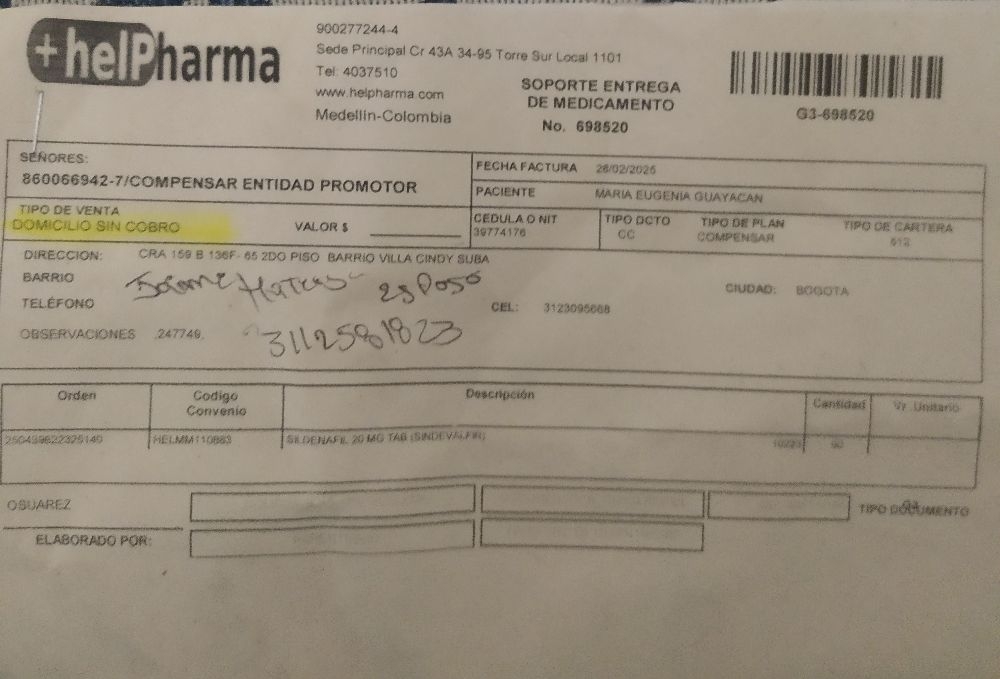 +helPharma
900277244-4
Sede Principal Cr 43A 34-95 Torre Sur Local 1101
Tel: 4037510
www.helpharma.com
Medellin-Colombia
SOPORTE ENTREGA
DE MEDICAMENTO
No. 698520
G3-698520
SEÑORES:
860066942-7/COMPENSAR ENTIDAD PROMOTOR
FECHA FACTURA 26/02/2025
PACIENTE MARIA EUGENIA GUAYACAN
TIPO DE VENTA
DOMICILIO SIN COBRO VALOR $
CEDULA O NIT TIPO DCTO TIPO DE PLAN TIPO DE CARTERA
39774176 CC COMPENSAR 612
DIRECCION: CRA 159 B 136F- 65 2DO PISO BARRIO VILLA CINDY SUBA
BARRIO
CIUDAD: BOGOTA
TELÉFONO
CEL: 3123095668
OBSERVACIONES .247749.
3112581823
Orden Codigo Convenio Descripción Cantidad Vr. Unitario
HELMM110863 SILDENAFIL 20 MG TAB (SINDEVALFIR) 90
OSUAREZ
TIPO DOCUMENTO
ELABORADO POR: